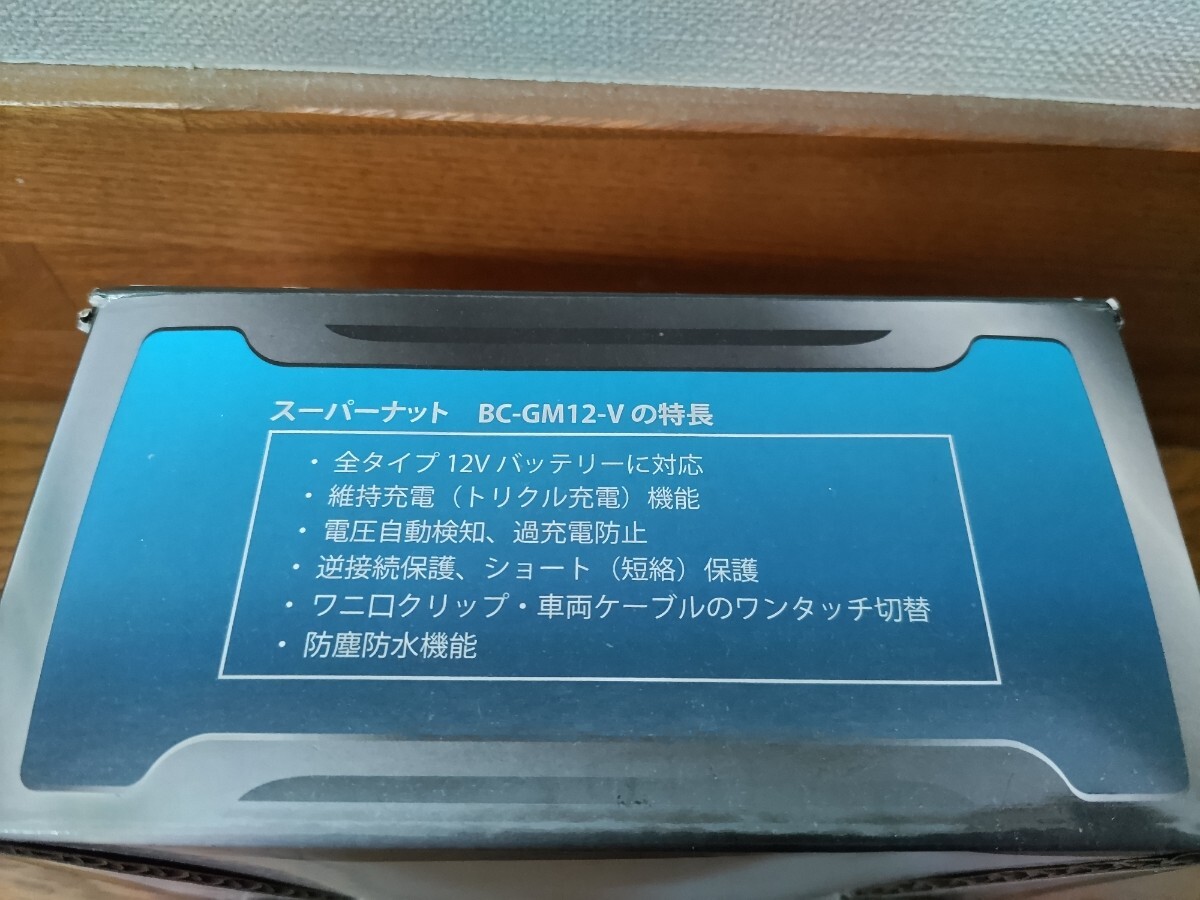 スーパーナット　BC-GM12-V の特長
・全タイプ 12V バッテリーに対応
・維持充電（トリクル充電）機能
・電圧自動検知、過充電防止
・逆接続保護、ショート（短絡）保護
・ワニ口クリップ・車両ケーブルのワンタッチ切替
・防塵防水機能